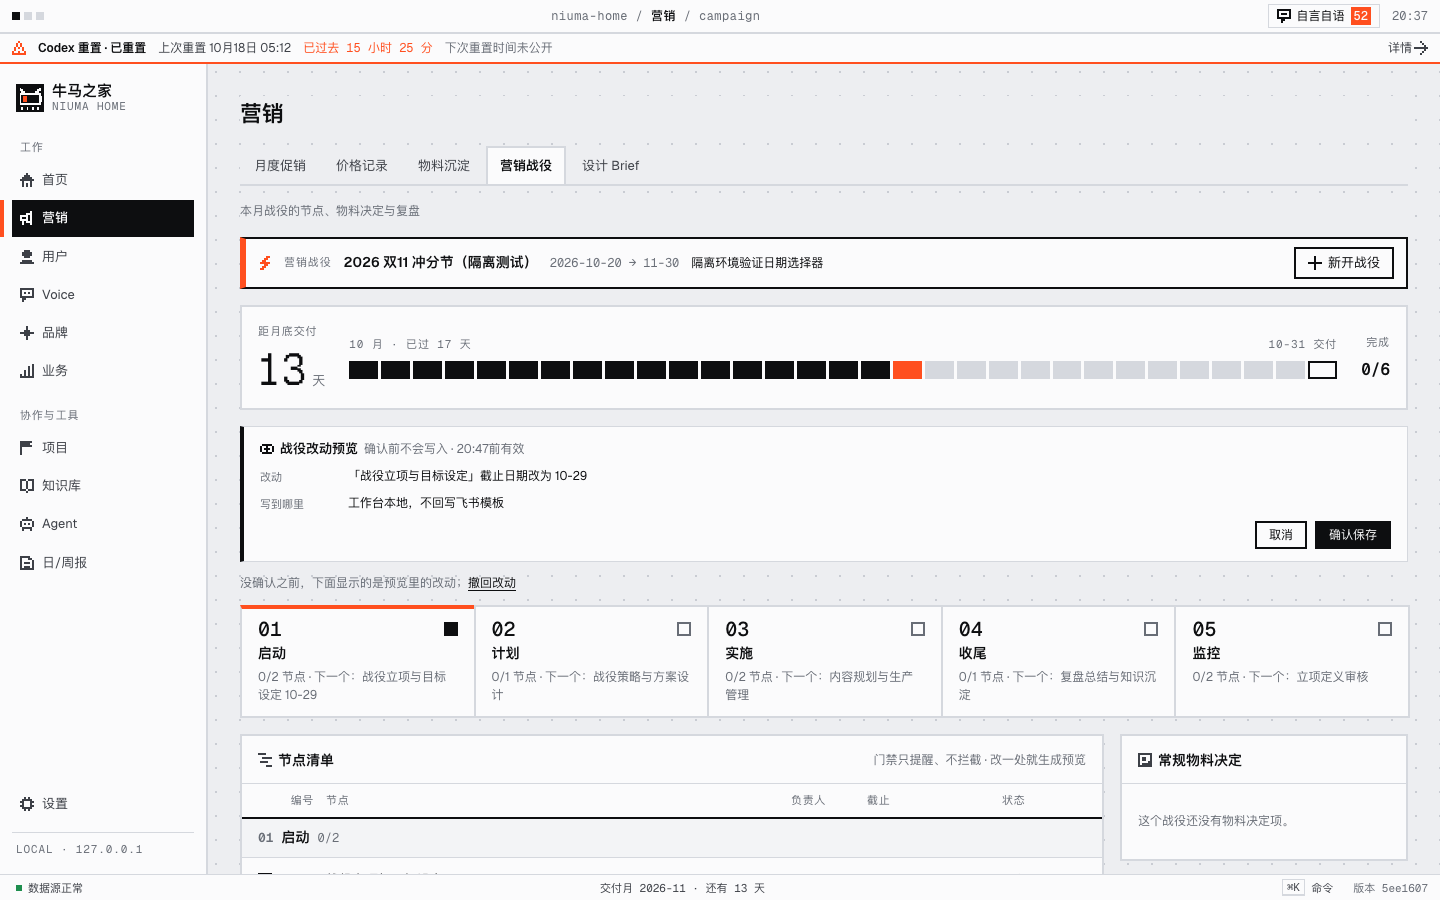 niuma-home / 营销 / campaign
自言自语 52
20:37
Codex 重置 · 已重置 上次重置 10月18日 05:12 已过去 15 小时 25 分 下次重置时间未公开
详情
牛马之家
NIUMA HOME
工作
首页
营销
用户
Voice
品牌
业务
协作与工具
项目
知识库
Agent
日/周报
设置
LOCAL · 127.0.0.1
营销
月度促销 价格记录 物料沉淀 营销战役 设计 Brief
本月战役的节点、物料决定与复盘
营销战役 2026 双11 冲分节（隔离测试） 2026-10-20 → 11-30 隔离环境验证日期选择器
新开战役
距月底交付
13 天
10 月 · 已过 17 天
10-31 交付
完成
0/6
战役改动预览 确认前不会写入 · 20:47前有效
改动 「战役立项与目标设定」截止日期改为 10-29
写到哪里 工作台本地，不回写飞书模板
取消 确认保存
没确认之前，下面显示的是预览里的改动；撤回改动
01
启动
0/2 节点 · 下一个：战役立项与目标
设定 10-29
02
计划
0/1 节点 · 下一个：战役策略与方案设
计
03
实施
0/2 节点 · 下一个：内容规划与生产
管理
04
收尾
0/1 节点 · 下一个：复盘总结与知识沉
淀
05
监控
0/2 节点 · 下一个：立项定义审核
节点清单
门禁只提醒、不拦截 · 改一处就生成预览
编号 节点 负责人 截止 状态
01 启动 0/2
常规物料决定
这个战役还没有物料决定项。
数据源正常
交付月 2026-11 · 还有 13 天
⌘K 命令
版本 5ee1607